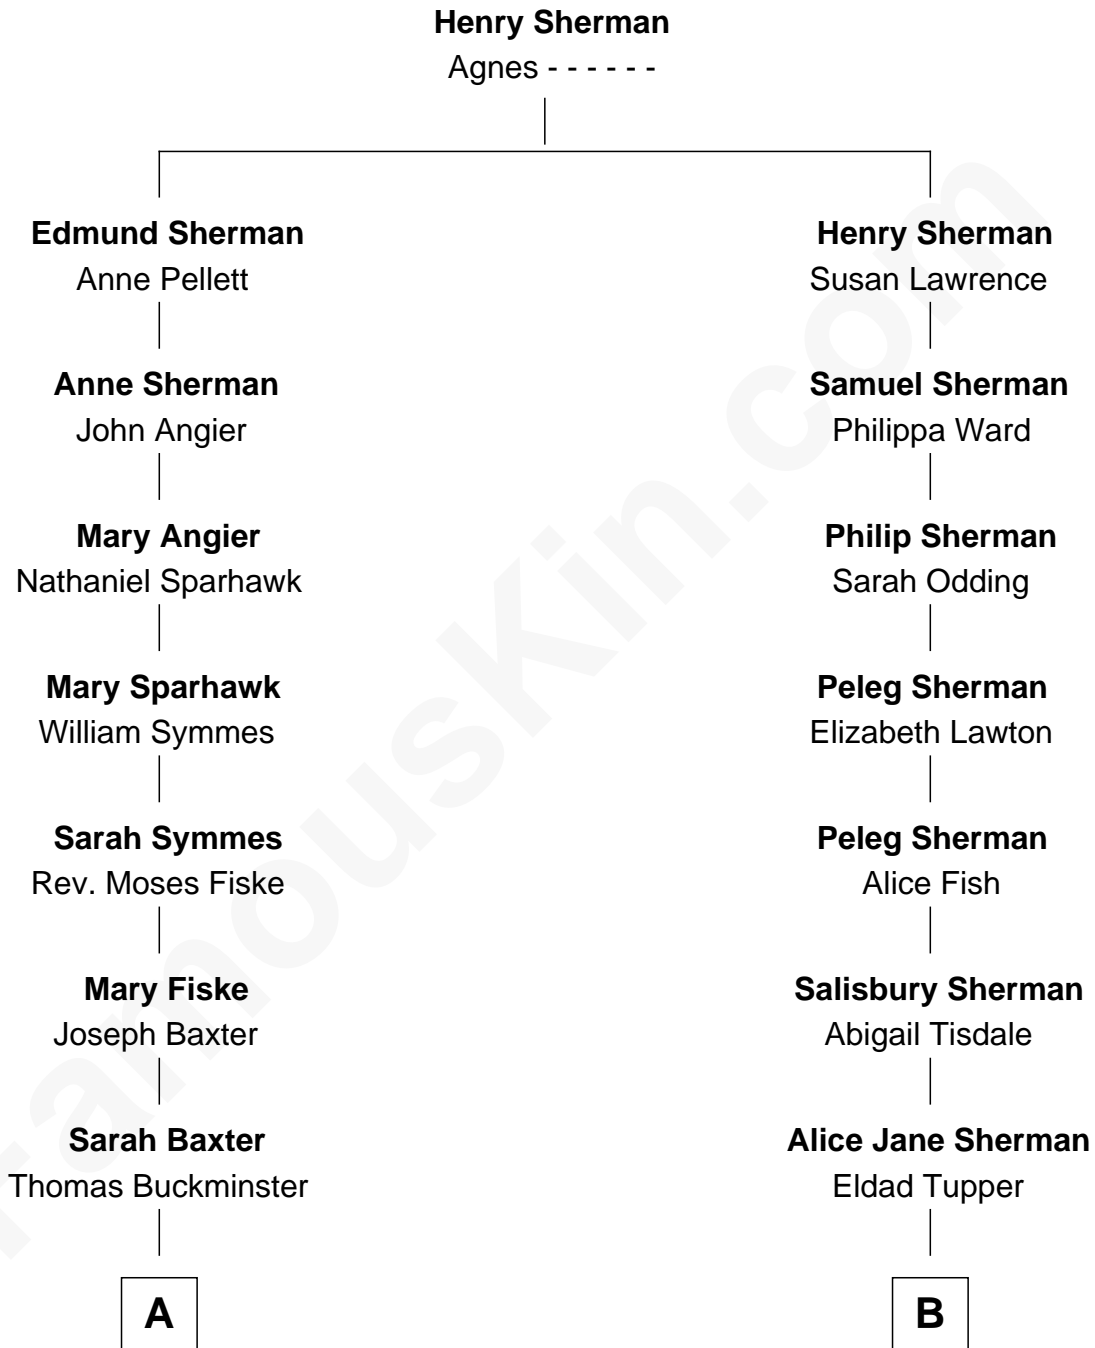 Henry Sherman
Agnes - - - - - -
Edmund Sherman
Anne Pellett
Henry Sherman
Susan Lawrence
Anne Sherman
John Angier
Samuel Sherman
Philippa Ward
Mary Angier
Nathaniel Sparhawk
Philip Sherman
Sarah Odding
Mary Sparhawk
William Symmes
Peleg Sherman
Elizabeth Lawton
Sarah Symmes
Rev. Moses Fiske
Peleg Sherman
Alice Fish
Mary Fiske
Joseph Baxter
Salisbury Sherman
Abigail Tisdale
Sarah Baxter
Thomas Buckminster
Alice Jane Sherman
Eldad Tupper
A
B
FamousKin.com